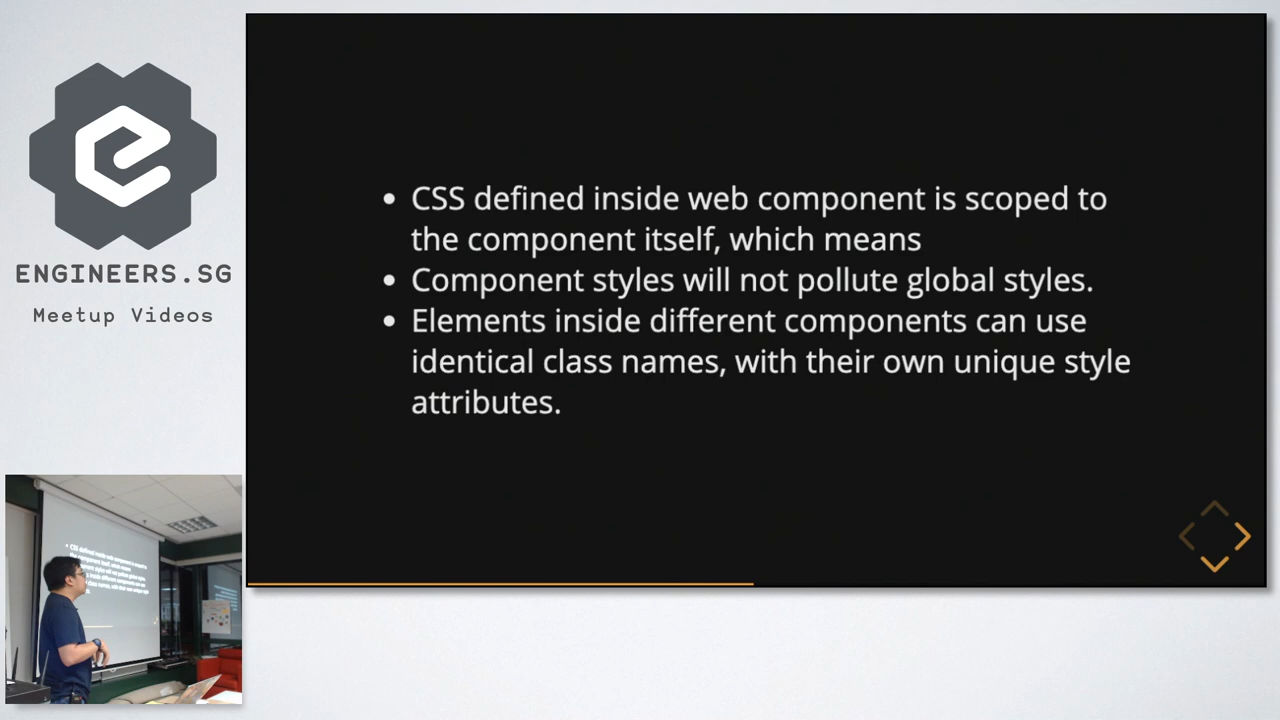 ENGINEERS.SG
Meetup Videos
• CSS defined inside web component is scoped to
the component itself, which means
• Component styles will not pollute global styles.
• Elements inside different components can use
identical class names, with their own unique style
attributes.